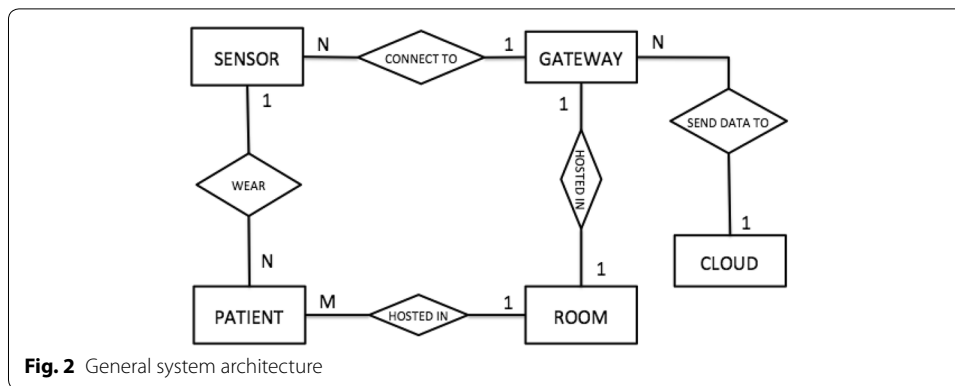 SENSOR N CONNECT TO 1 GATEWAY N
1 1
SEND DATA TO
HOSTED IN
WEAR
1
N 1 CLOUD
PATIENT M HOSTED IN 1 ROOM
Fig. 2 General system architecture